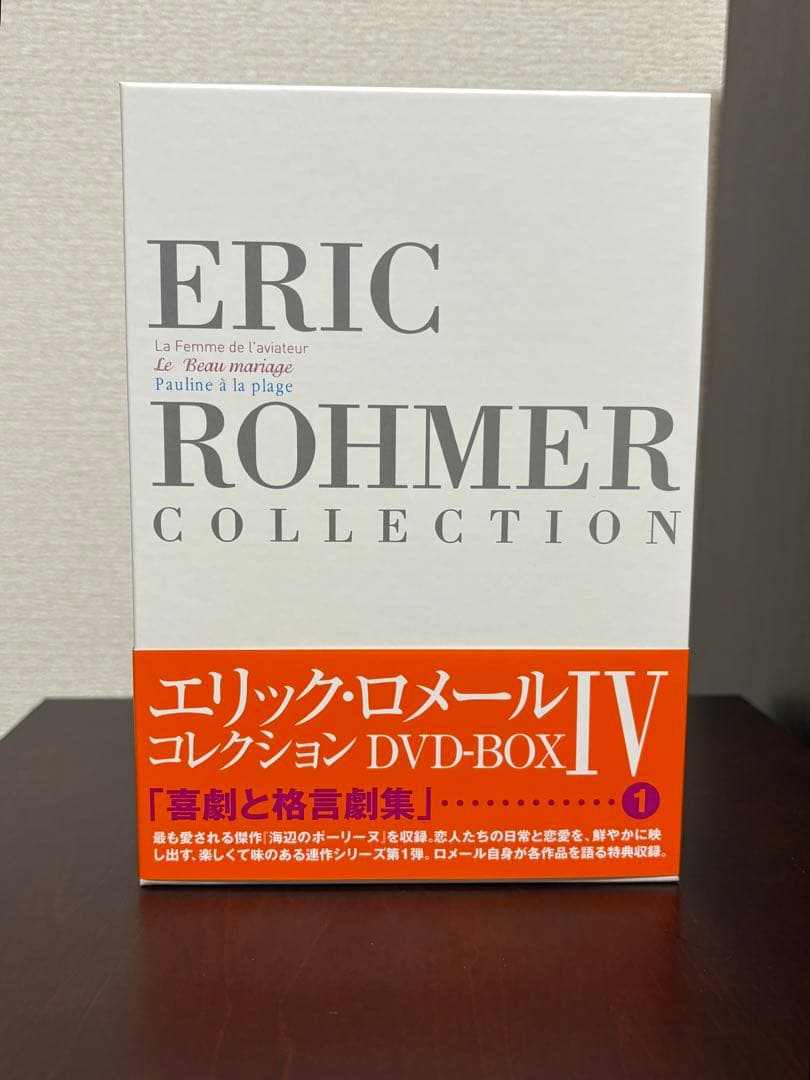 ERIC
La Femme de l'aviateur
Le Beau mariage
Pauline à la plage
ROHMER
COLLECTION
エリック・ロメール
コレクション DVD-BOX IV
「喜劇と格言劇集」…………❶
最も愛される傑作『海辺のポーリーヌ』を収録。恋人たちの日常と恋愛を、鮮やかに映
し出す、楽しくて味のある連作シリーズ第1弾。ロメール自身が各作品を語る特典収録。